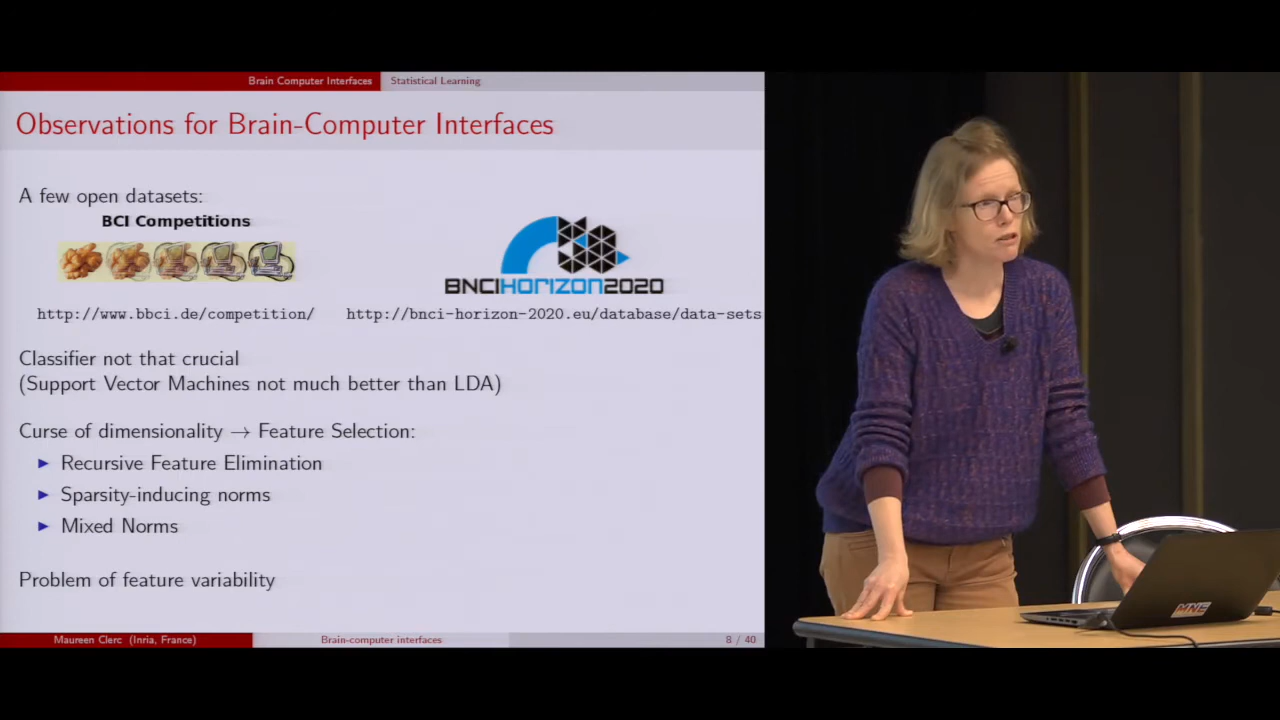 Brain Computer Interfaces Statistical Learning
Observations for Brain-Computer Interfaces
A few open datasets:
BCI Competitions
BNCIHORIZON2020
http://www.bbci.de/competition/ http://bnci-horizon-2020.eu/database/data-sets
Classifier not that crucial
(Support Vector Machines not much better than LDA)
Curse of dimensionality → Feature Selection:
► Recursive Feature Elimination
► Sparsity-inducing norms
► Mixed Norms
Problem of feature variability
Maureen Clerc (Inria, France) Brain-computer interfaces 8 / 40
MNE